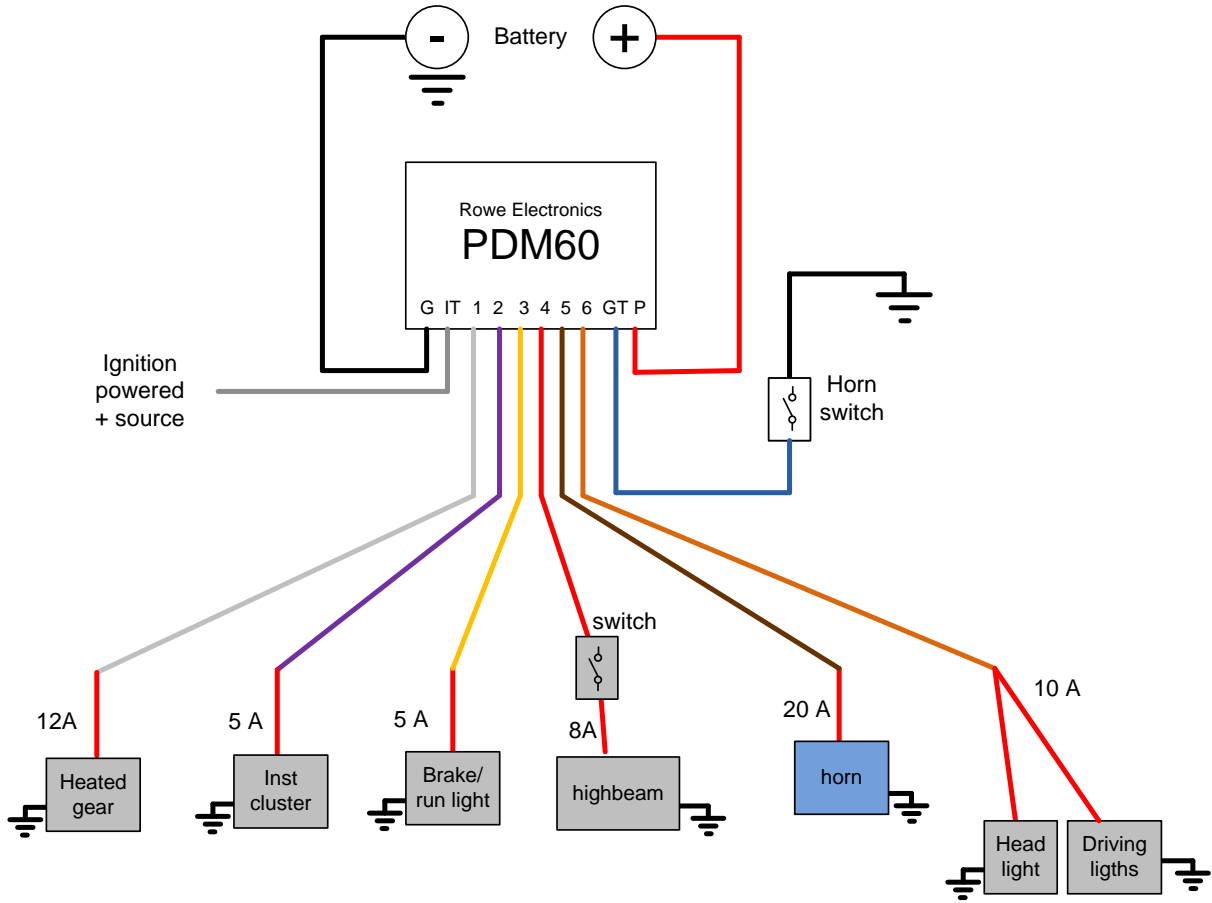 -
Battery
+
Rowe Electronics
PDM60
G IT 1 2 3 4 5 6 GT P
Ignition
powered
+ source
Horn
switch
switch
12A
5 A
5 A
8A
20 A
10 A
Heated
gear
Inst
cluster
Brake/
run light
highbeam
horn
Head
light
Driving
ligths